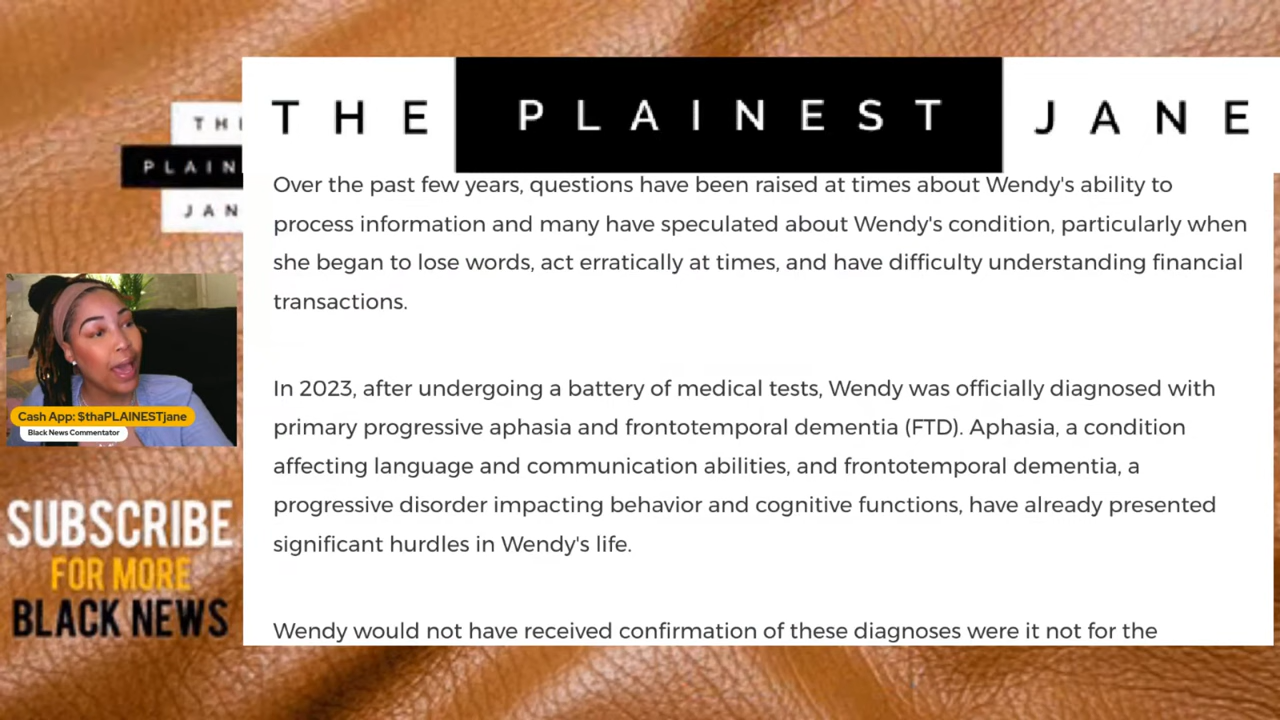 THE PLAINEST JANE
TH
PLAIN
JAN
Over the past few years, questions have been raised at times about Wendy's ability to
process information and many have speculated about Wendy's condition, particularly when
she began to lose words, act erratically at times, and have difficulty understanding financial
transactions.
In 2023, after undergoing a battery of medical tests, Wendy was officially diagnosed with
primary progressive aphasia and frontotemporal dementia (FTD). Aphasia, a condition
affecting language and communication abilities, and frontotemporal dementia, a
progressive disorder impacting behavior and cognitive functions, have already presented
significant hurdles in Wendy's life.
Wendy would not have received confirmation of these diagnoses were it not for the
Cash App: $thaPLAINESTjane
Black News Commentator
SUBSCRIBE
FOR MORE
BLACK NEWS